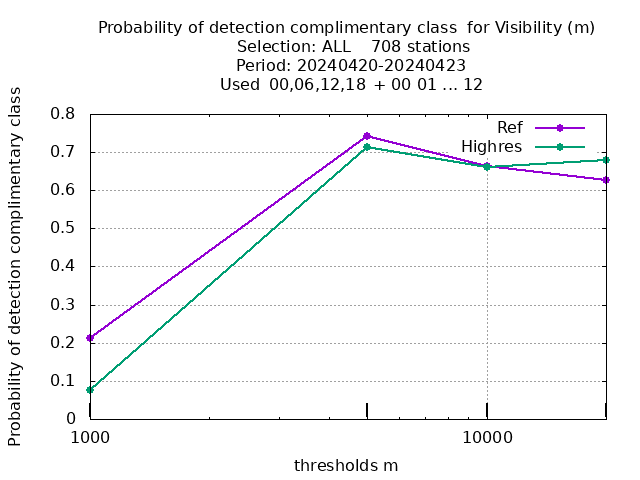 Probability of detection complimentary class  for Visibility (m)
Selection: ALL    708 stations
Period: 20240420-20240423
Used  00,06,12,18  + 00 01 ... 12
Probability of detection complimentary class
0.8
0.7
0.6
0.5
0.4
0.3
0.2
0.1
0
Ref
Highres
1000
10000
thresholds m